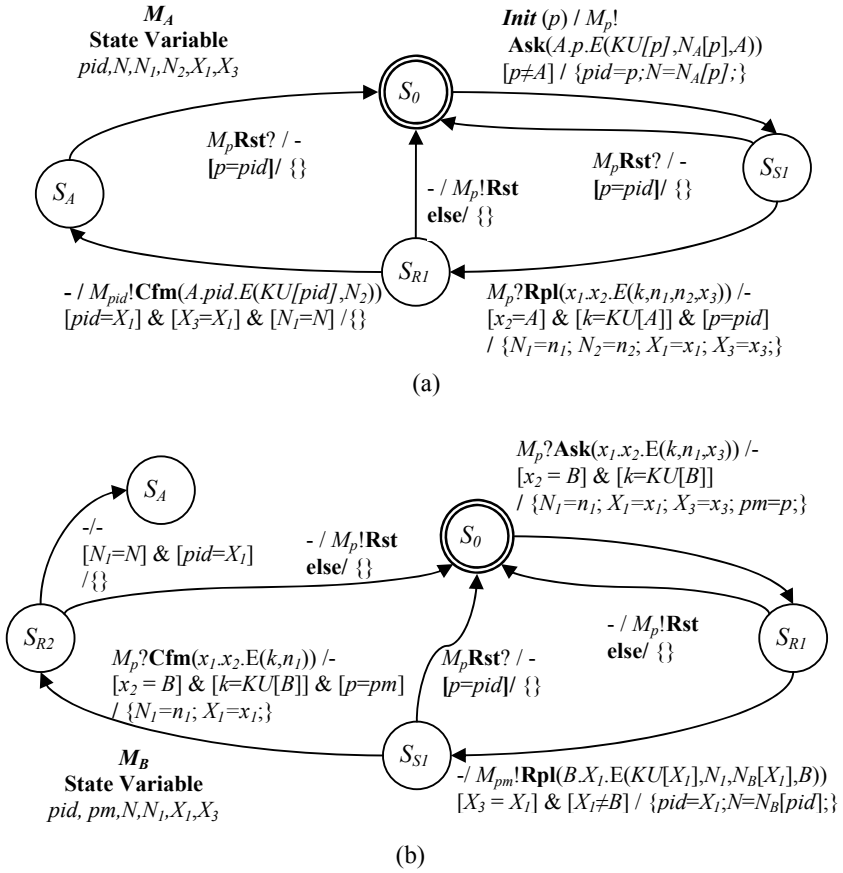 M_A
State Variable
pid,N,N_1,N_2,X_1,X_3
Init (p) / M_p!
Ask(A.p.E(KU[p],N_A[p],A))
[p≠A] / {pid=p;N=N_A[p];}
S_0
M_pRst? / -
[p=pid]/ {}
M_pRst? / -
[p=pid]/ {}
S_A
S_S1
- / M_p!Rst
else/ {}
S_R1
- / M_pid!Cfm(A.pid.E(KU[pid],N_2))
[pid=X_1] & [X_3=X_1] & [N_1=N] /{}
M_p?Rpl(x_1.x_2.E(k,n_1,n_2,x_3)) /-
[x_2=A] & [k=KU[A]] & [p=pid]
/ {N_1=n_1; N_2=n_2; X_1=x_1; X_3=x_3;}
(a)
M_p?Ask(x_1.x_2.E(k,n_1,x_3)) /-
[x_2 = B] & [k=KU[B]]
/ {N_1=n_1; X_1=x_1; X_3=x_3; pm=p;}
S_A
S_0
-/-
[N_1=N] & [pid=X_1]
/{}
- / M_p!Rst
else/ {}
- / M_p!Rst
else/ {}
S_R2
S_R1
M_p?Cfm(x_1.x_2.E(k,n_1)) /-
[x_2 = B] & [k=KU[B]] & [p=pm]
/ {N_1=n_1; X_1=x_1;}
M_pRst? / -
[p=pid]/ {}
S_S1
M_B
State Variable
pid, pm,N,N_1,X_1,X_3
-/ M_pm!Rpl(B.X_1.E(KU[X_1],N_1,N_B[X_1],B))
[X_3 = X_1] & [X_1≠B] / {pid=X_1;N=N_B[pid];}
(b)